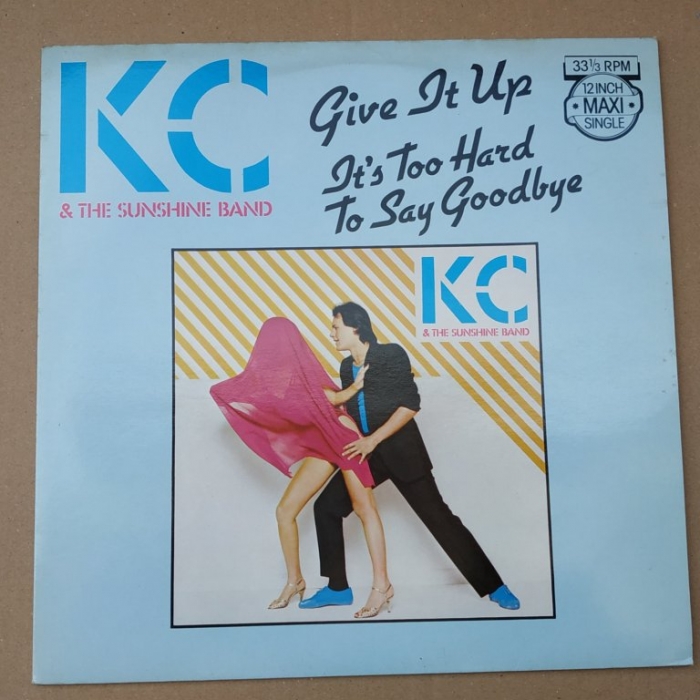 KC
& THE SUNSHINE BAND
Give It Up
It's Too Hard
To Say Goodbye
33⅓ RPM
12 INCH
• MAXI •
SINGLE
KC
& THE SUNSHINE BAND